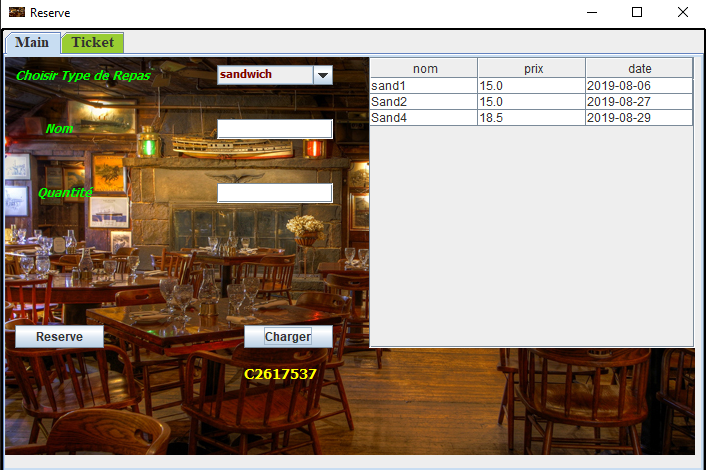 Reserve
Main Ticket
Choisir Type de Repas sandwich
Nom
Quantité
Reserve Charger
C2617537
nom prix date
sand1 15.0 2019-08-06
Sand2 15.0 2019-08-27
Sand4 18.5 2019-08-29